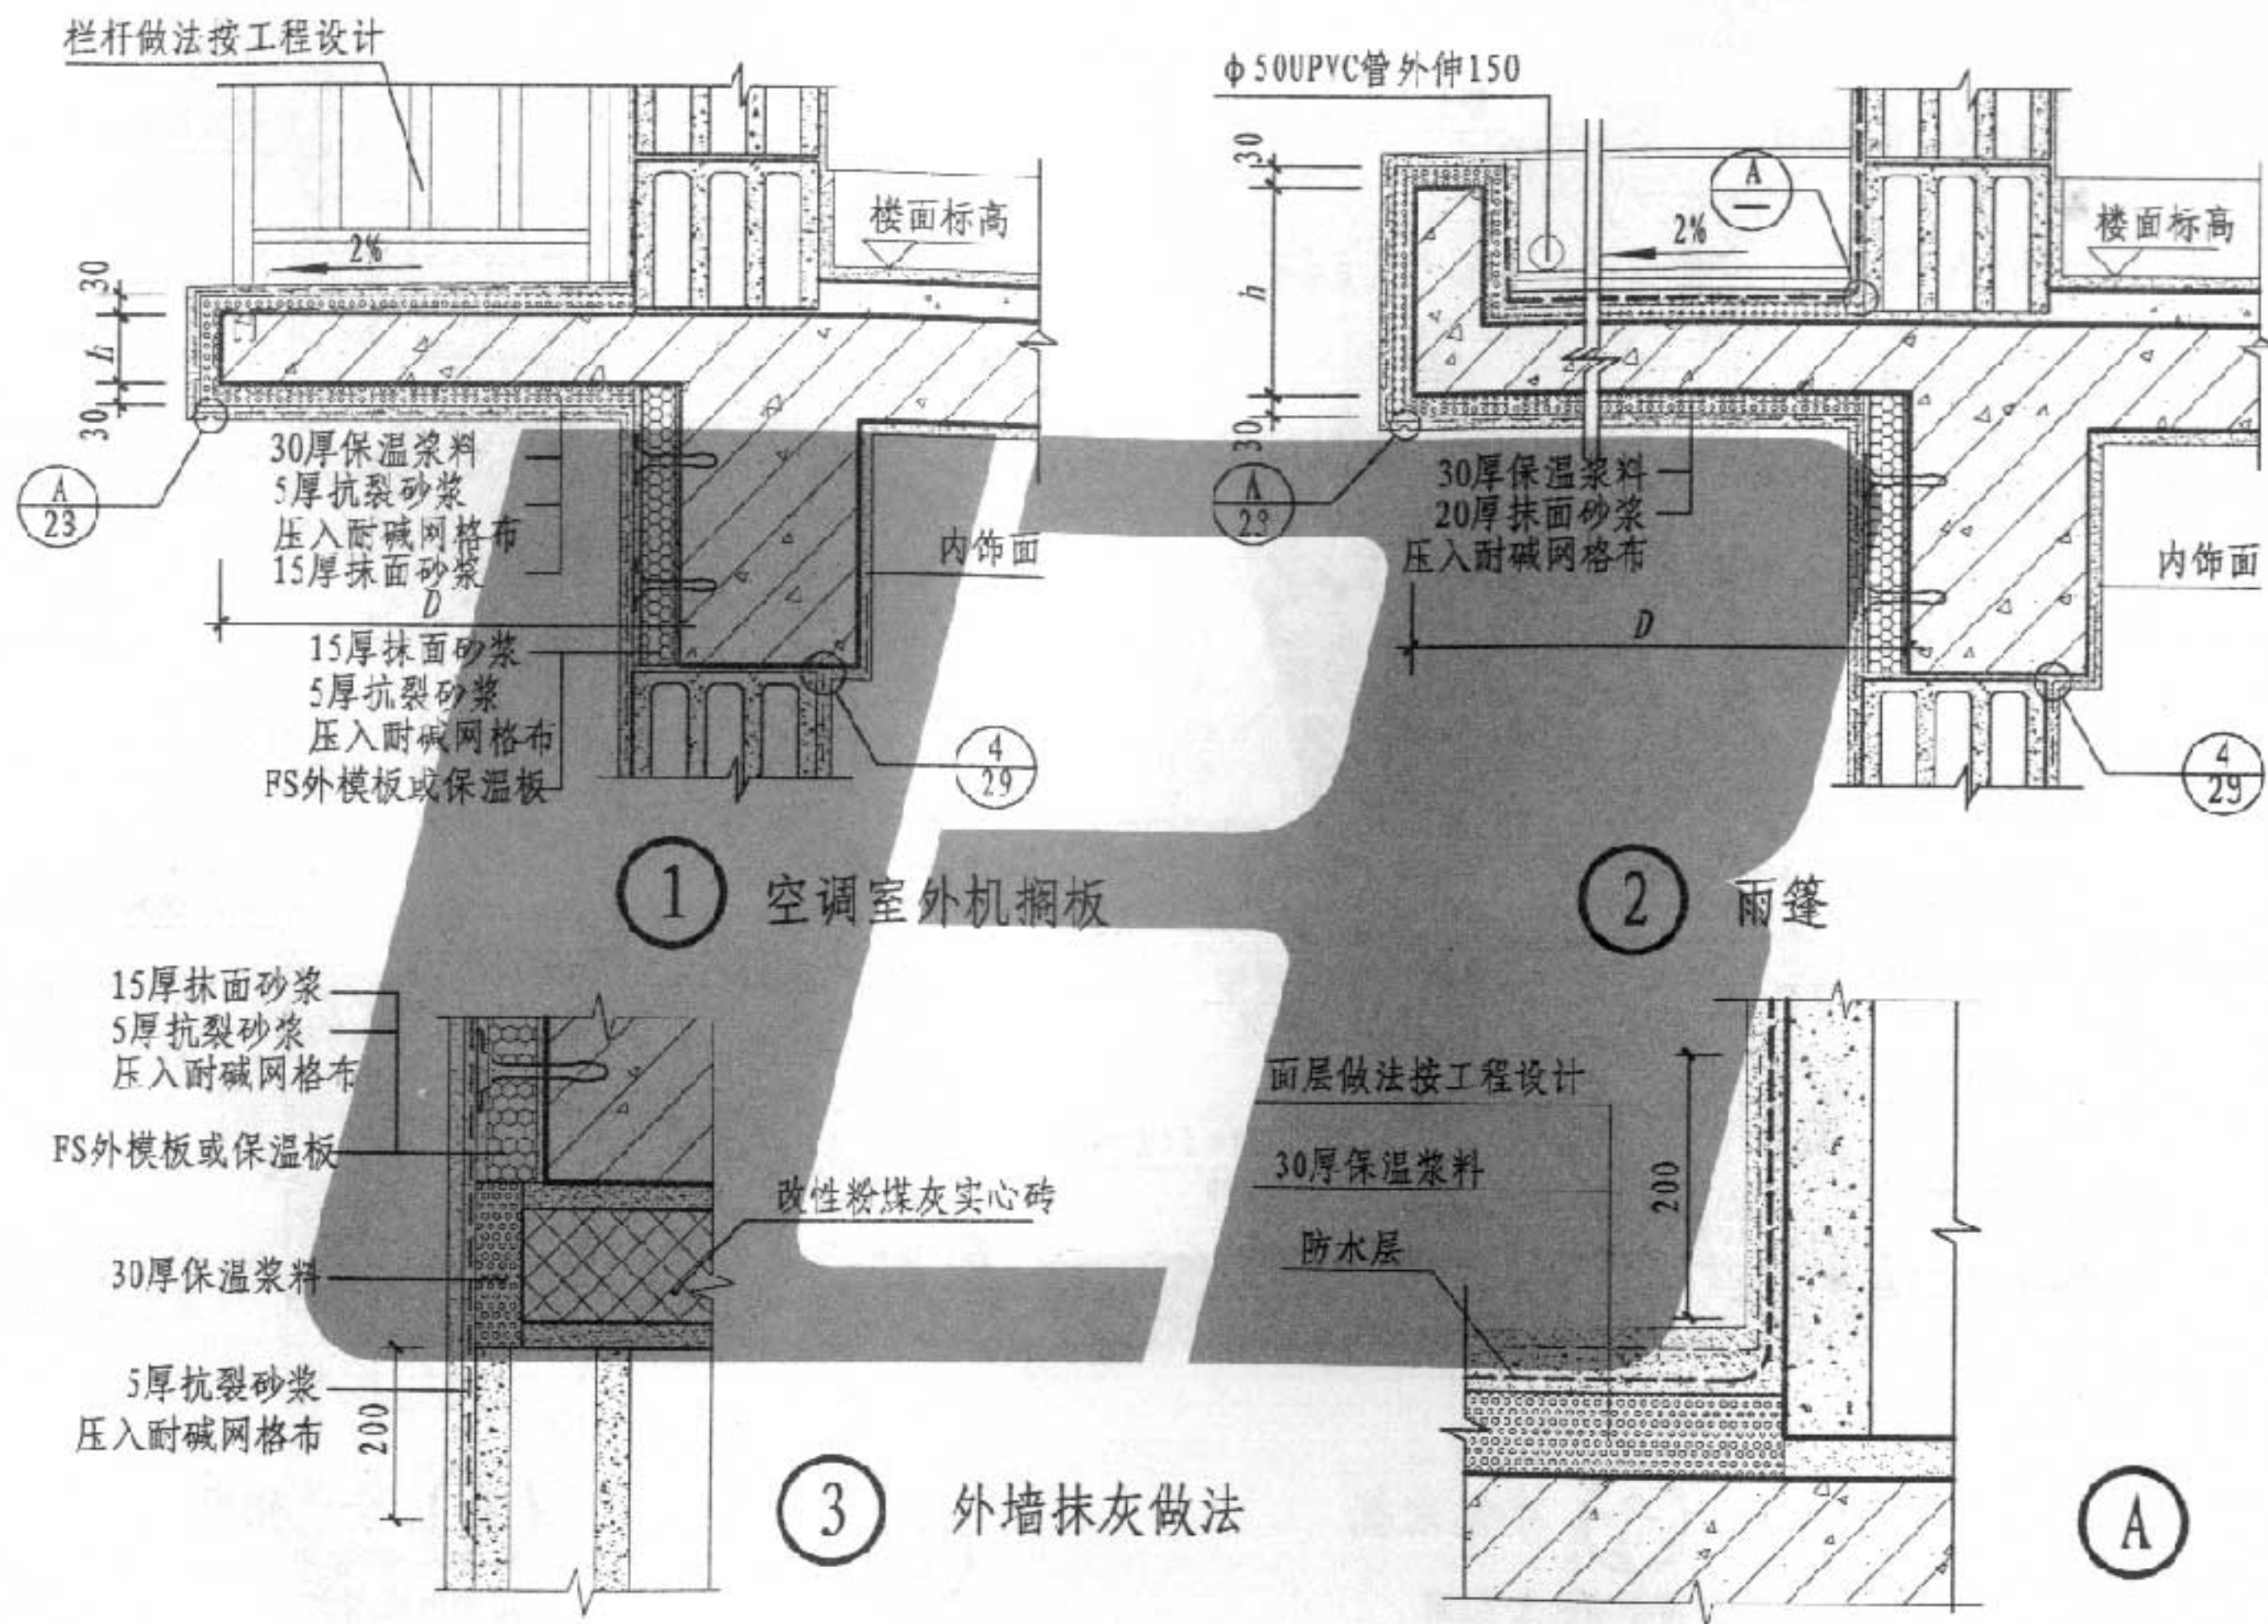 栏杆做法按工程设计
2%
楼面标高
30
h
30
A
23
30厚保温浆料
5厚抗裂砂浆
压入耐碱网格布
15厚抹面砂浆
D
内饰面
15厚抹面砂浆
5厚抗裂砂浆
压入耐碱网格布
FS外模板或保温板
4
29
1 空调室外机搁板
ф50UPVC管外伸150
30
h
30
A
2%
楼面标高
A
23
30厚保温浆料
20厚抹面砂浆
压入耐碱网格布
D
内饰面
4
29
2 雨篷
15厚抹面砂浆
5厚抗裂砂浆
压入耐碱网格布
FS外模板或保温板
改性粉煤灰实心砖
30厚保温浆料
5厚抗裂砂浆
压入耐碱网格布
200
3 外墙抹灰做法
面层做法按工程设计
30厚保温浆料
防水层
200
A